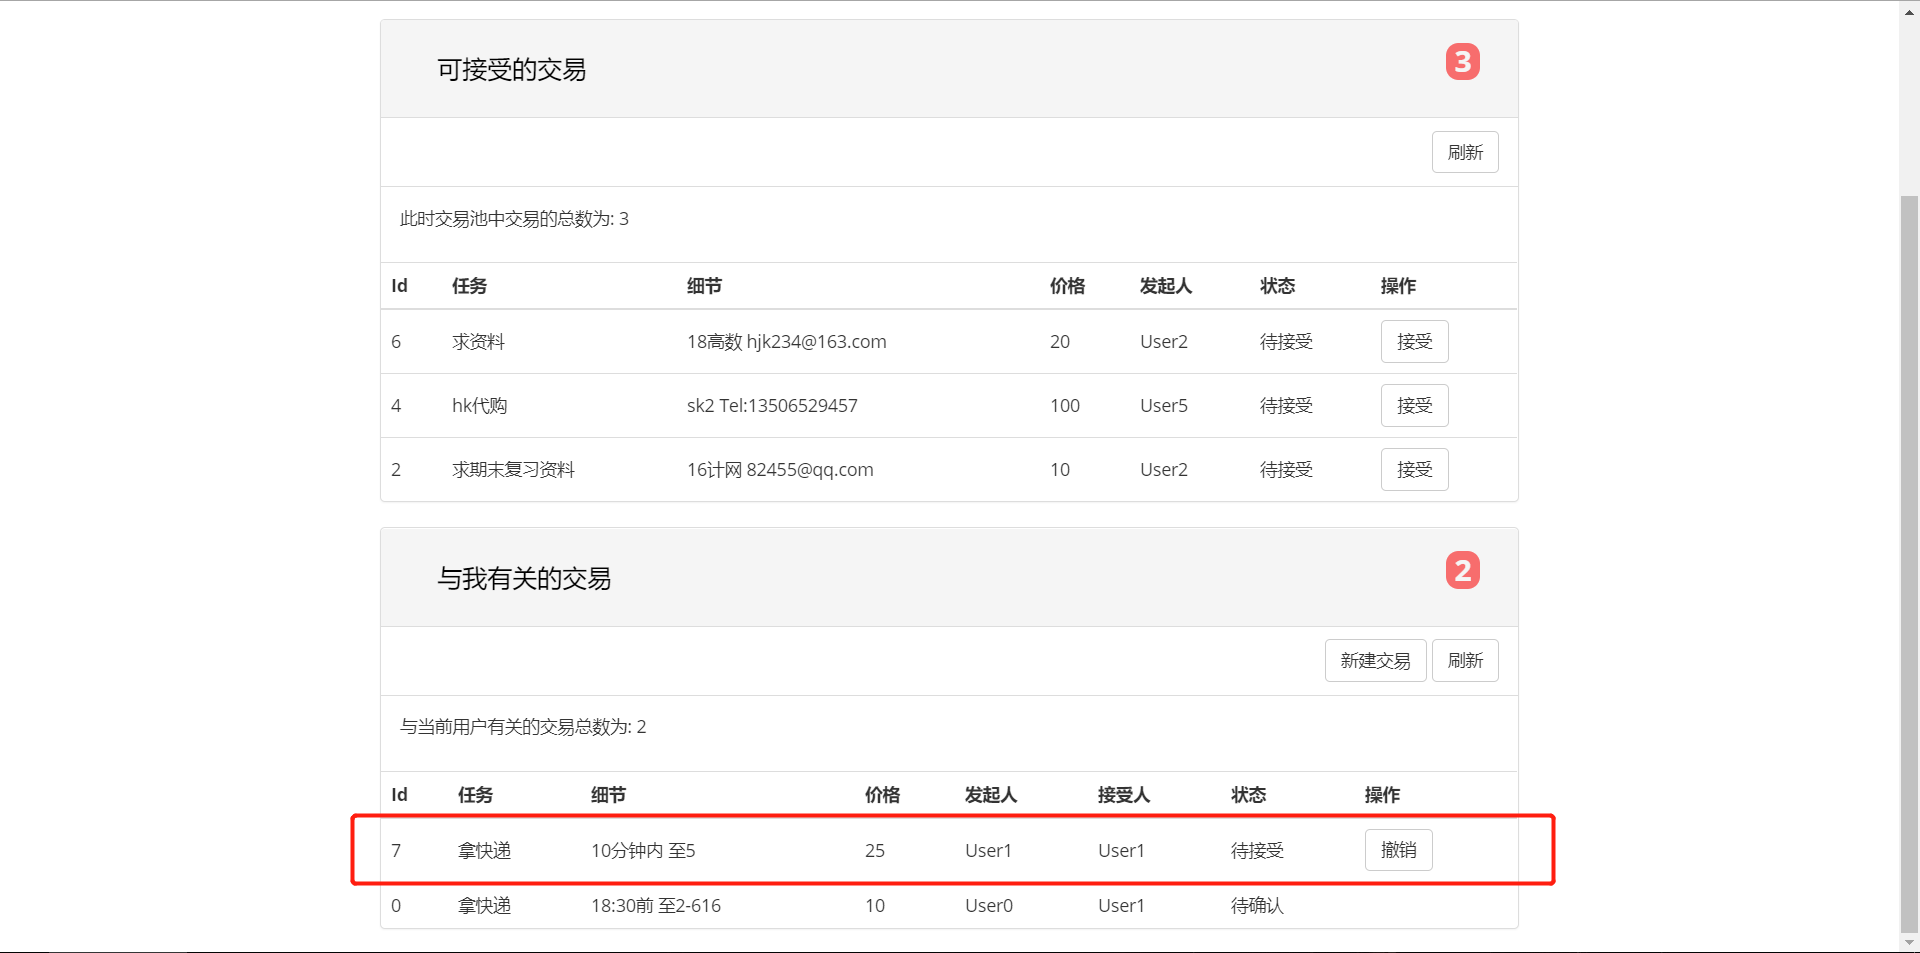 可接受的交易 3
刷新
此时交易池中交易的总数为: 3
Id 任务 细节 价格 发起人 状态 操作
6 求资料 18高数 hjk234@163.com 20 User2 待接受 接受
4 hk代购 sk2 Tel:13506529457 100 User5 待接受 接受
2 求期末复习资料 16计网 82455@qq.com 10 User2 待接受 接受
与我有关的交易 2
新建交易 刷新
与当前用户有关的交易总数为: 2
Id 任务 细节 价格 发起人 接受人 状态 操作
7 拿快递 10分钟内 至5 25 User1 User1 待接受 撤销
0 拿快递 18:30前 至2-616 10 User0 User1 待确认